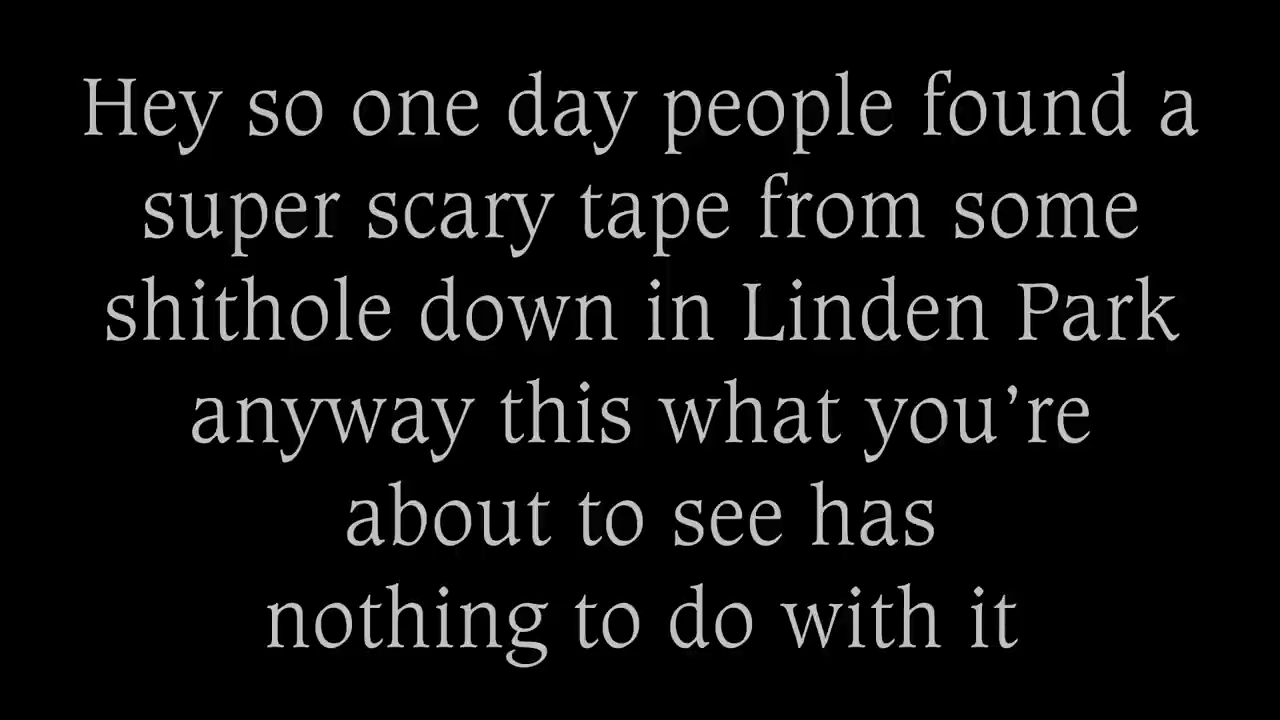 Hey so one day people found a
super scary tape from some
shithole down in Linden Park
anyway this what you’re
about to see has
nothing to do with it